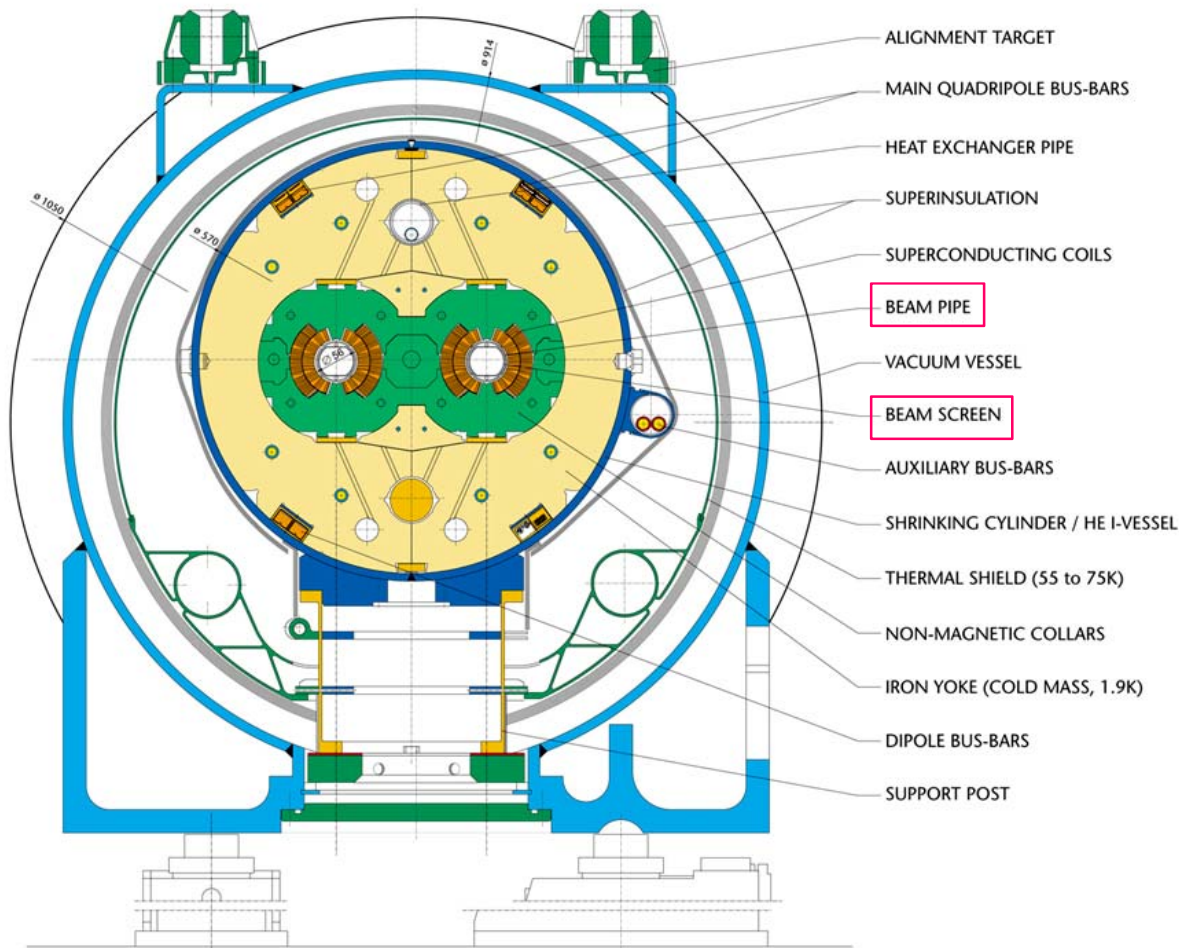 ALIGNMENT TARGET
ø 914
MAIN QUADRIPOLE BUS-BARS
HEAT EXCHANGER PIPE
SUPERINSULATION
ø 1050
ø 570
SUPERCONDUCTING COILS
BEAM PIPE
ø 56
VACUUM VESSEL
BEAM SCREEN
AUXILIARY BUS-BARS
SHRINKING CYLINDER / HE I-VESSEL
THERMAL SHIELD (55 to 75K)
NON-MAGNETIC COLLARS
IRON YOKE (COLD MASS, 1.9K)
DIPOLE BUS-BARS
SUPPORT POST